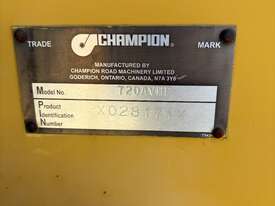 CHAMPION
TRADE MARK
MANUFACTURED BY
CHAMPION ROAD MACHINERY LIMITED
GODERICH, ONTARIO, CANADA, N7A 3Y6
Model No.
Product
Identification
Number